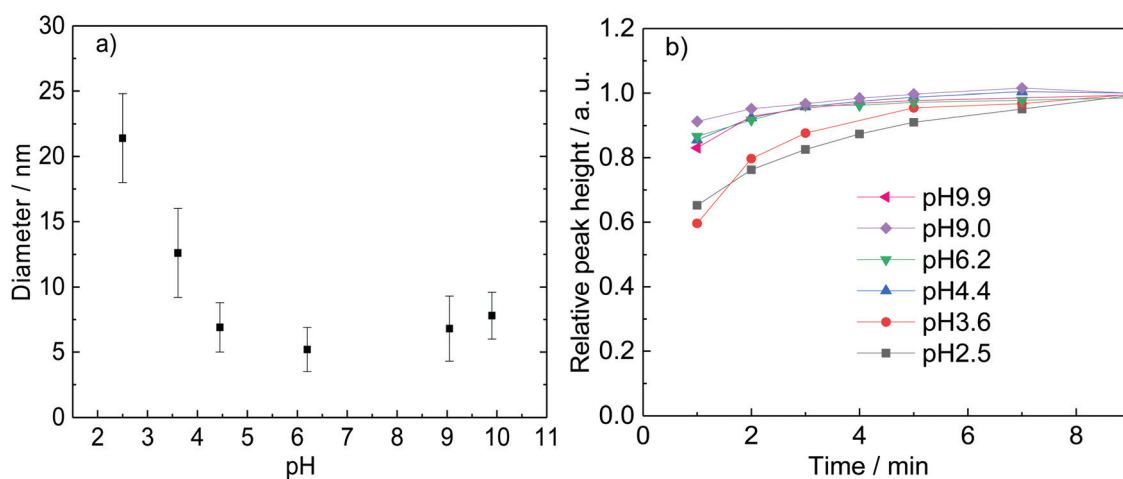 a)
Diameter / nm
30
25
20
15
10
5
0
2 3 4 5 6 7 8 9 10 11
pH
b)
Relative peak height / a. u.
1.2
1.0
0.8
0.6
0.4
0.2
0.0
pH9.9
pH9.0
pH6.2
pH4.4
pH3.6
pH2.5
0 2 4 6 8
Time / min